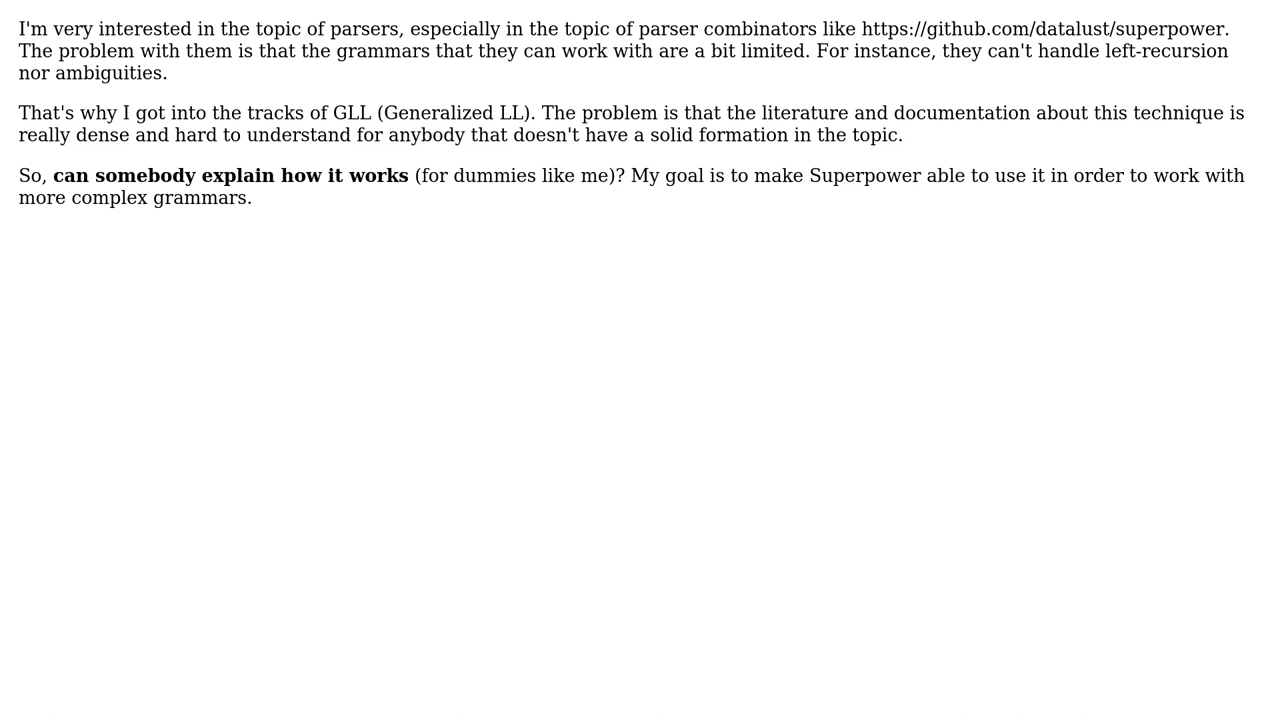 I'm very interested in the topic of parsers, especially in the topic of parser combinators like https://github.com/datalust/superpower.
The problem with them is that the grammars that they can work with are a bit limited. For instance, they can't handle left-recursion
nor ambiguities.
That's why I got into the tracks of GLL (Generalized LL). The problem is that the literature and documentation about this technique is
really dense and hard to understand for anybody that doesn't have a solid formation in the topic.
So, can somebody explain how it works (for dummies like me)? My goal is to make Superpower able to use it in order to work with
more complex grammars.